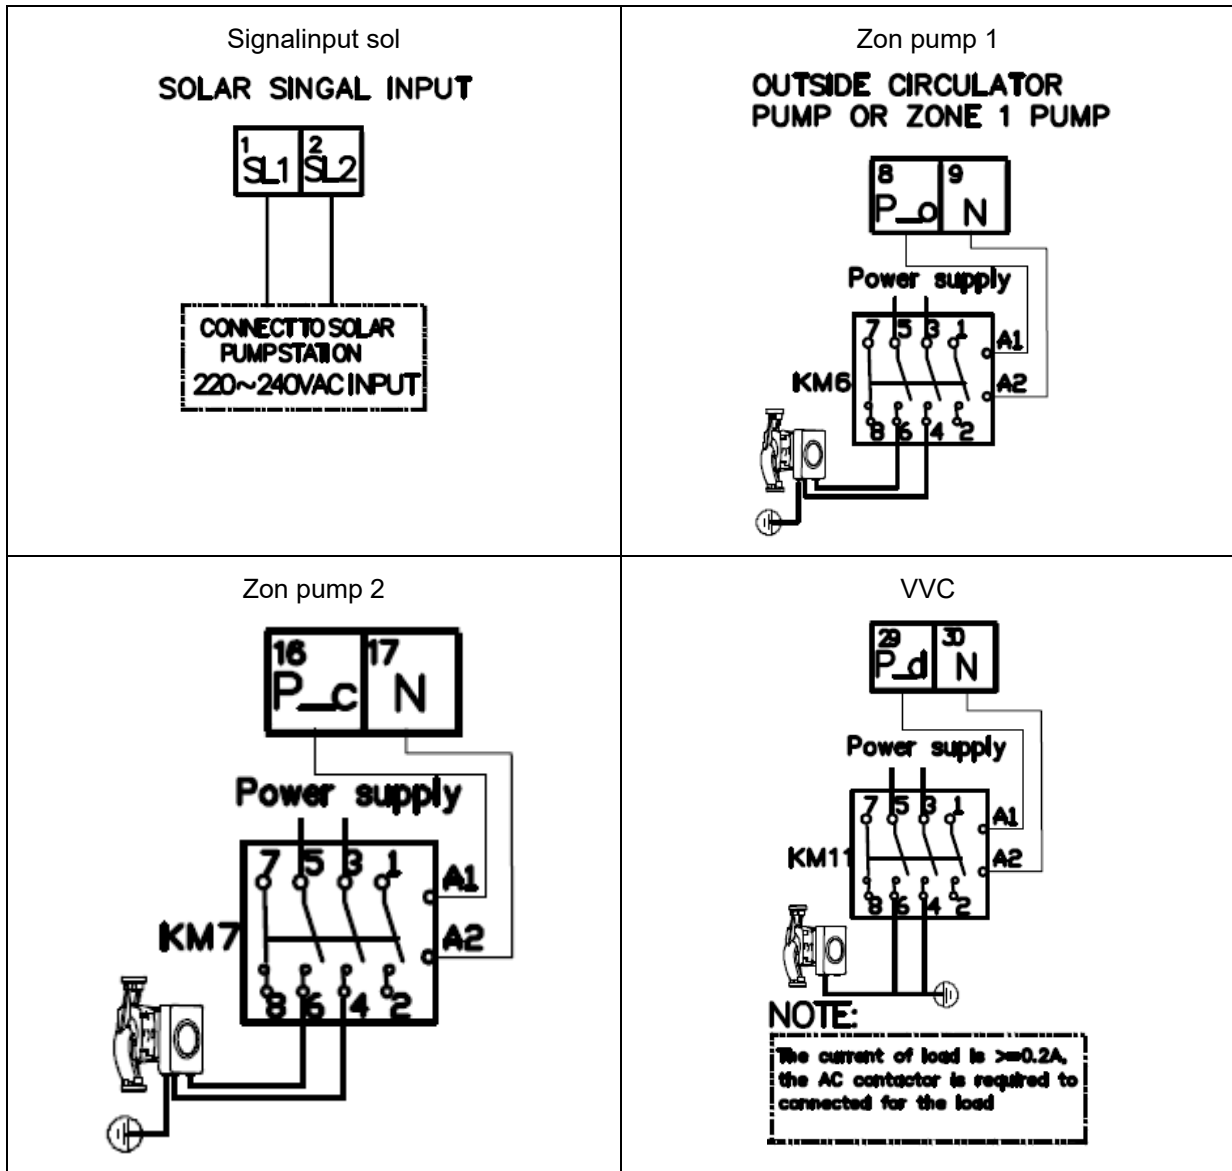 Signalinput sol
SOLAR SINGAL INPUT
1 2
SL1 SL2
CONNECT TO SOLAR
PUMPSTATION
220~240VAC INPUT
Zon pump 1
OUTSIDE CIRCULATOR
PUMP OR ZONE 1 PUMP
8 9
P_o N
Power supply
7 5 3 1
A1
KM6 A2
8 6 4 2
Zon pump 2
16 17
P_c N
Power supply
7 5 3 1
A1
KM7 A2
8 6 4 2
VVC
29 30
P_d N
Power supply
7 5 3 1
A1
KM11 A2
8 6 4 2
NOTE:
The current of load is >=0.2A,
the AC contactor is required to
connected for the load